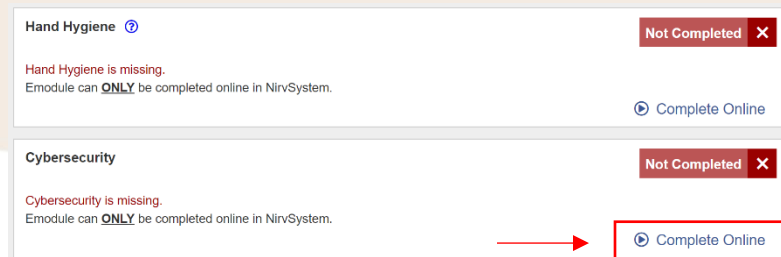 Hand Hygiene ?
Not Completed X
Hand Hygiene is missing.
Emodule can ONLY be completed online in NirvSystem.
Complete Online
Cybersecurity
Not Completed X
Cybersecurity is missing.
Emodule can ONLY be completed online in NirvSystem.
Complete Online